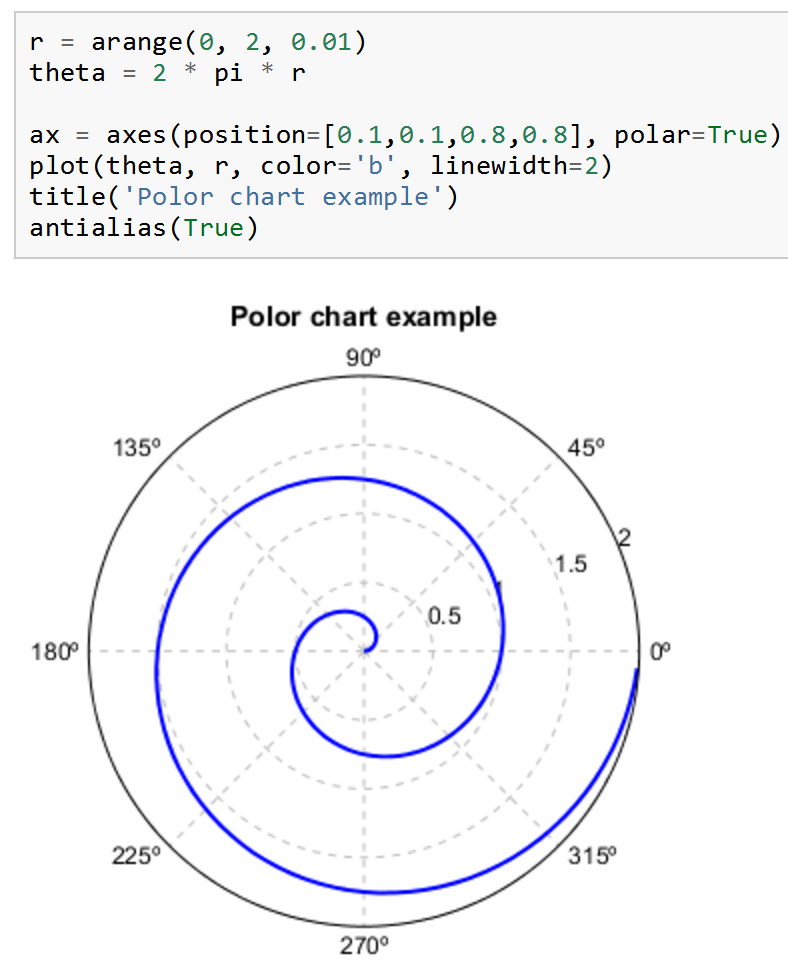 r = arange(0, 2, 0.01)
theta = 2 * pi * r
ax = axes(position=[0.1,0.1,0.8,0.8], polar=True)
plot(theta, r, color='b', linewidth=2)
title('Polor chart example')
antialias(True)
Polor chart example
90º
135º
45º
2
1.5
0.5
180º
0º
225º
315º
270º